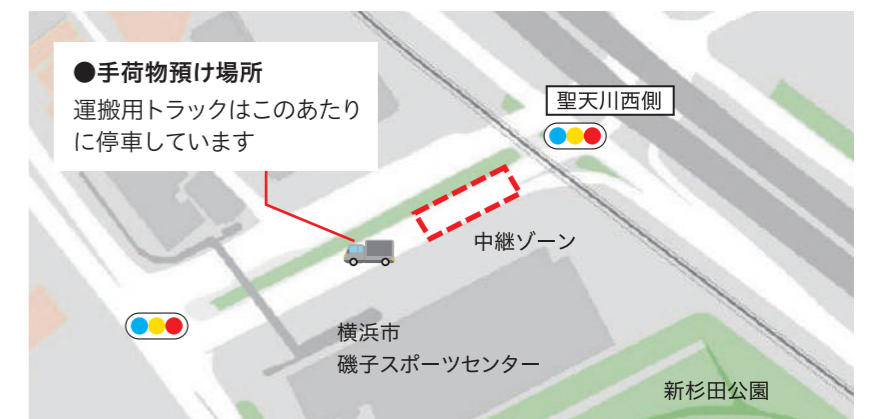 ●手荷物預け場所
運搬用トラックはこのあたり
に停車しています
聖天川西側
中継ゾーン
横浜市
磯子スポーツセンター
新杉田公園